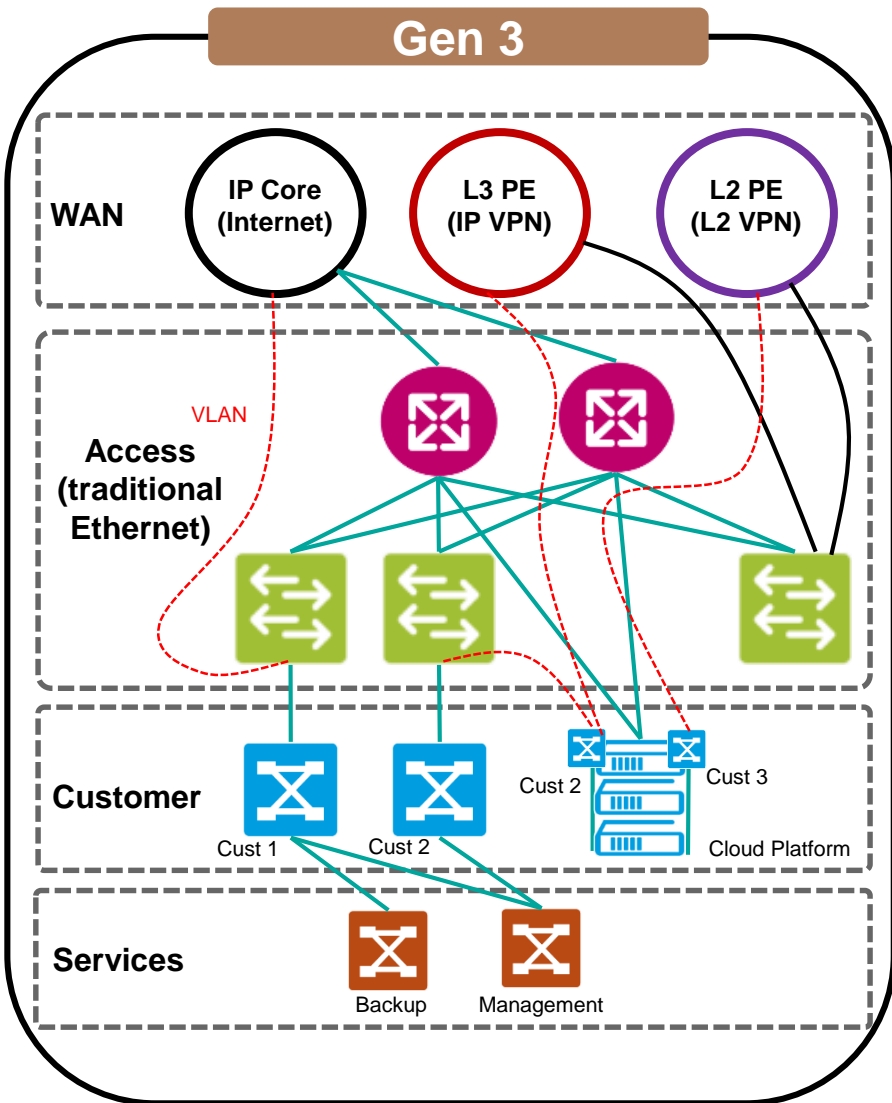 Gen 3
WAN
IP Core
(Internet)
L3 PE
(IP VPN)
L2 PE
(L2 VPN)
VLAN
Access
(traditional
Ethernet)
Customer
Cust 1
Cust 2
Cust 2
Cust 3
Cloud Platform
Services
Backup
Management